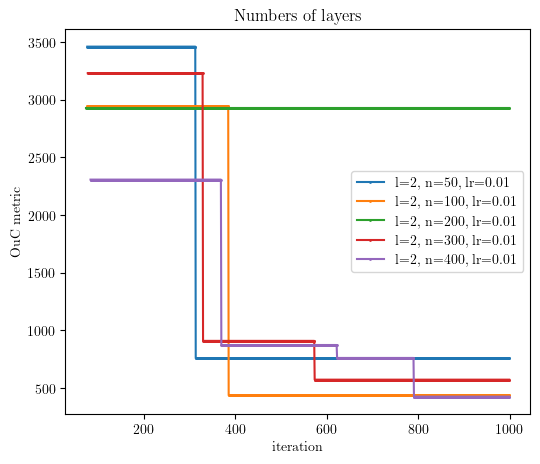 Numbers of layers
OuC metric
3500
3000
2500
2000
1500
1000
500
l=2, n=50, lr=0.01
l=2, n=100, lr=0.01
l=2, n=200, lr=0.01
l=2, n=300, lr=0.01
l=2, n=400, lr=0.01
200 400 600 800 1000
iteration